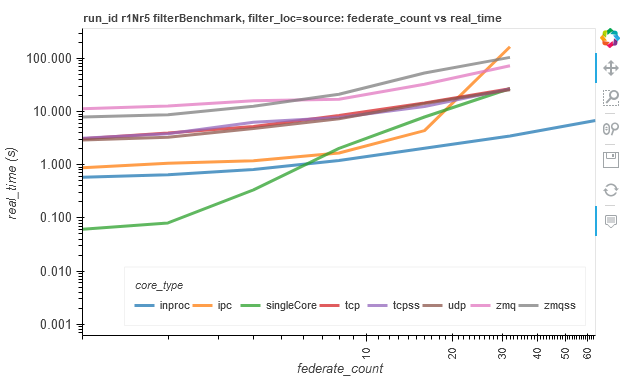 run_id r1Nr5 filterBenchmark, filter_loc=source: federate_count vs real_time
100.000
10.000
1.000
0.100
0.010
0.001
real_time (s)
core_type
inproc ipc singleCore tcp tcpss udp zmq zmqss
10 20 30 40 50 60
federate_count